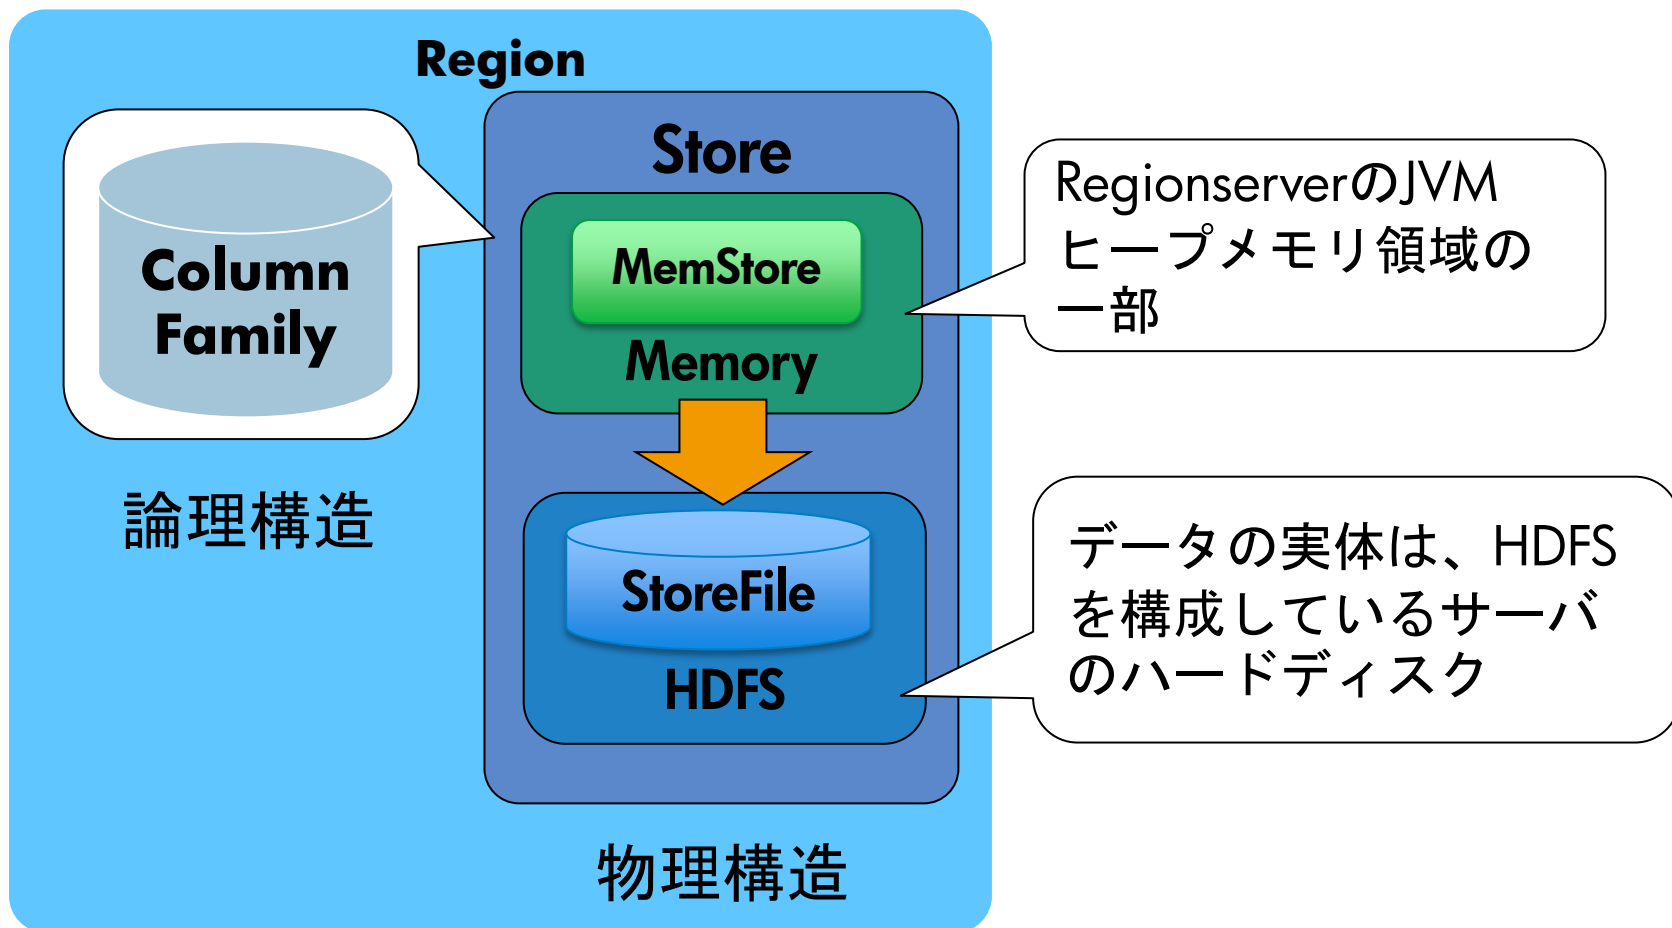 Region
Column
Family
論理構造
Store
MemStore
Memory
StoreFile
HDFS
物理構造
RegionserverのJVM
ヒープメモリ領域の
一部
データの実体は、HDFS
を構成しているサーバ
のハードディスク